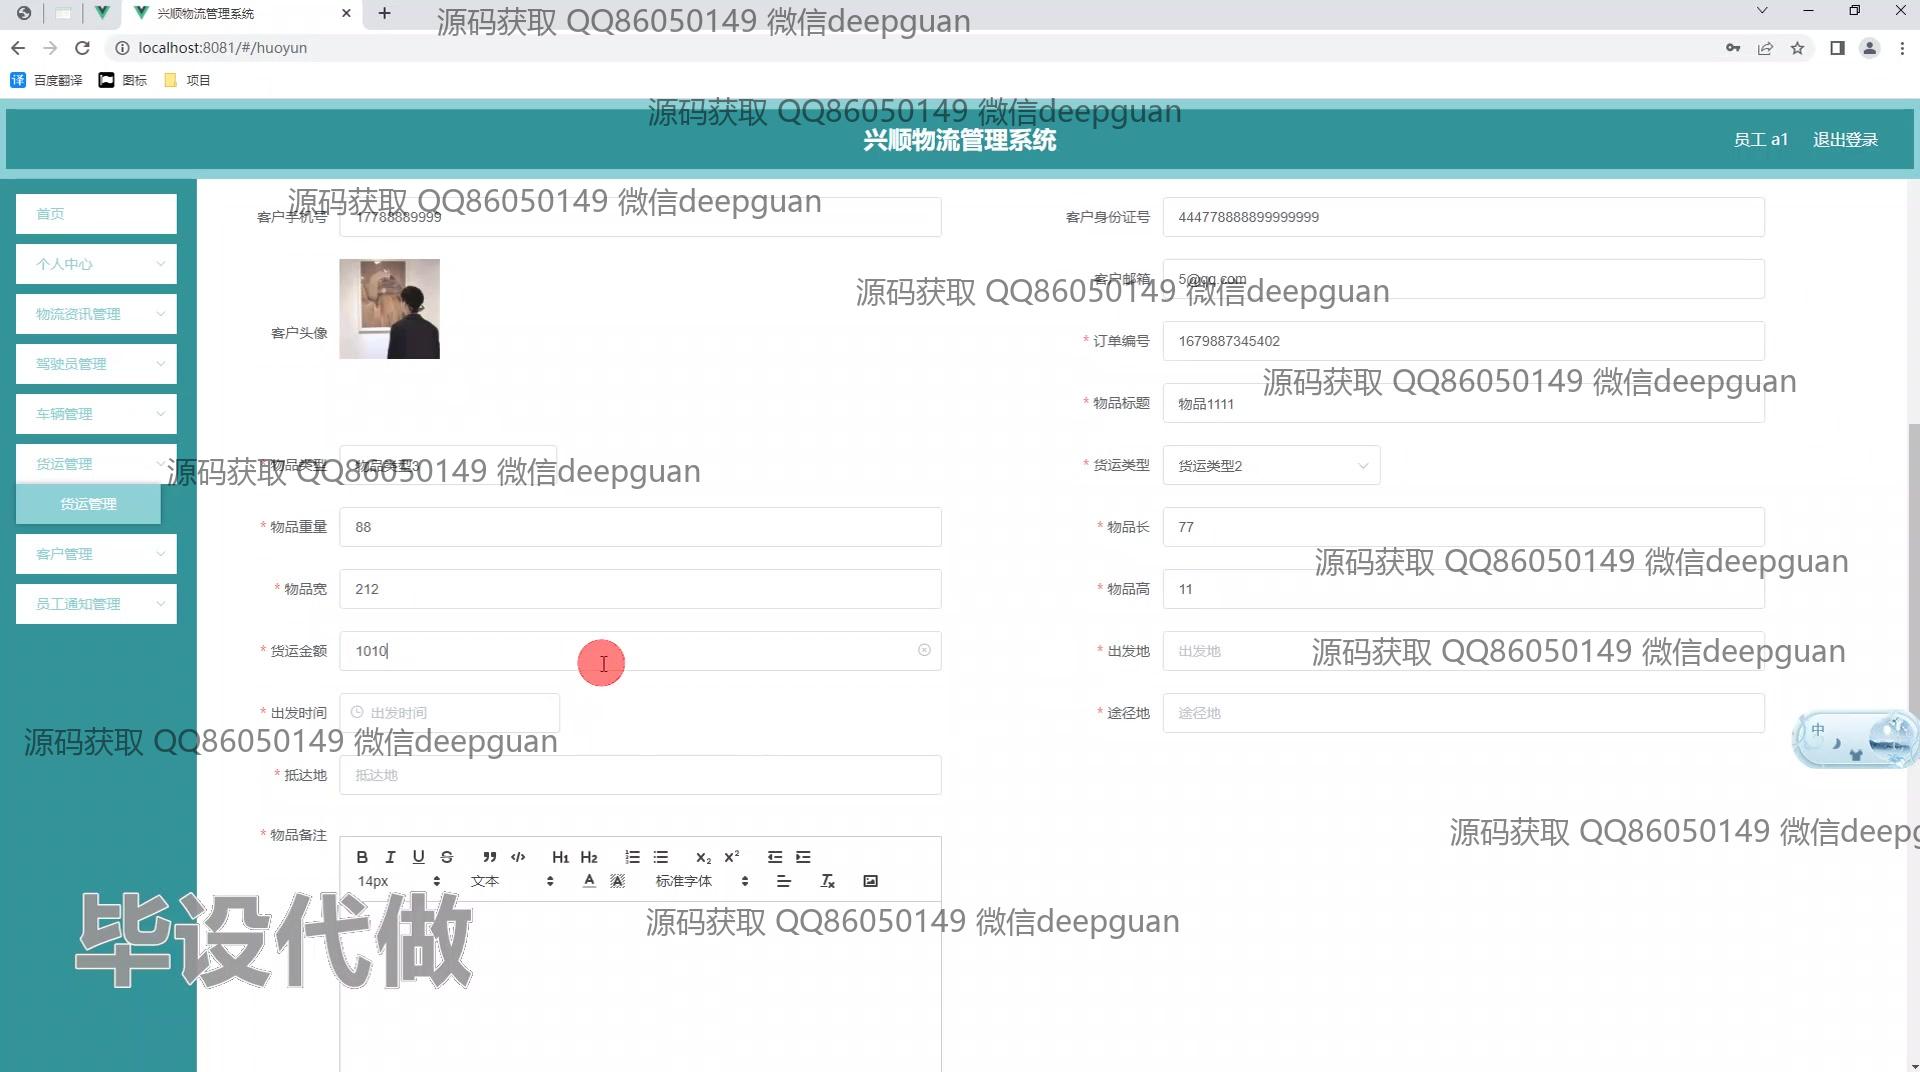 兴顺物流管理系统
源码获取 QQ86050149 微信deepguan
localhost:8081/#/huoyun
百度翻译
图标
项目
源码获取 QQ86050149 微信deepguan
兴顺物流管理系统
员工 a1
退出登录
首页
个人中心
物流资讯管理
驾驶员管理
车辆管理
货运管理
货运管理
客户管理
员工通知管理
源码获取 QQ86050149 微信deepguan
客户手机号
17788889999
客户身份证号
444778888899999999
客户邮箱
5@qq.com
源码获取 QQ86050149 微信deepguan
客户头像
* 订单编号
1679887345402
源码获取 QQ86050149 微信deepguan
* 物品标题
物品1111
* 物品类型
物品类型3
源码获取 QQ86050149 微信deepguan
* 货运类型
货运类型2
* 物品重量
88
* 物品长
77
源码获取 QQ86050149 微信deepguan
* 物品宽
212
* 物品高
11
* 货运金额
1010
* 出发地
出发地
源码获取 QQ86050149 微信deepguan
* 出发时间
出发时间
* 途径地
途径地
中
源码获取 QQ86050149 微信deepguan
* 抵达地
抵达地
* 物品备注
源码获取 QQ86050149 微信deepg
B I U S H1 H2 X₂ X²
14px
文本
A
A
标准字体
毕设代做
源码获取 QQ86050149 微信deepguan